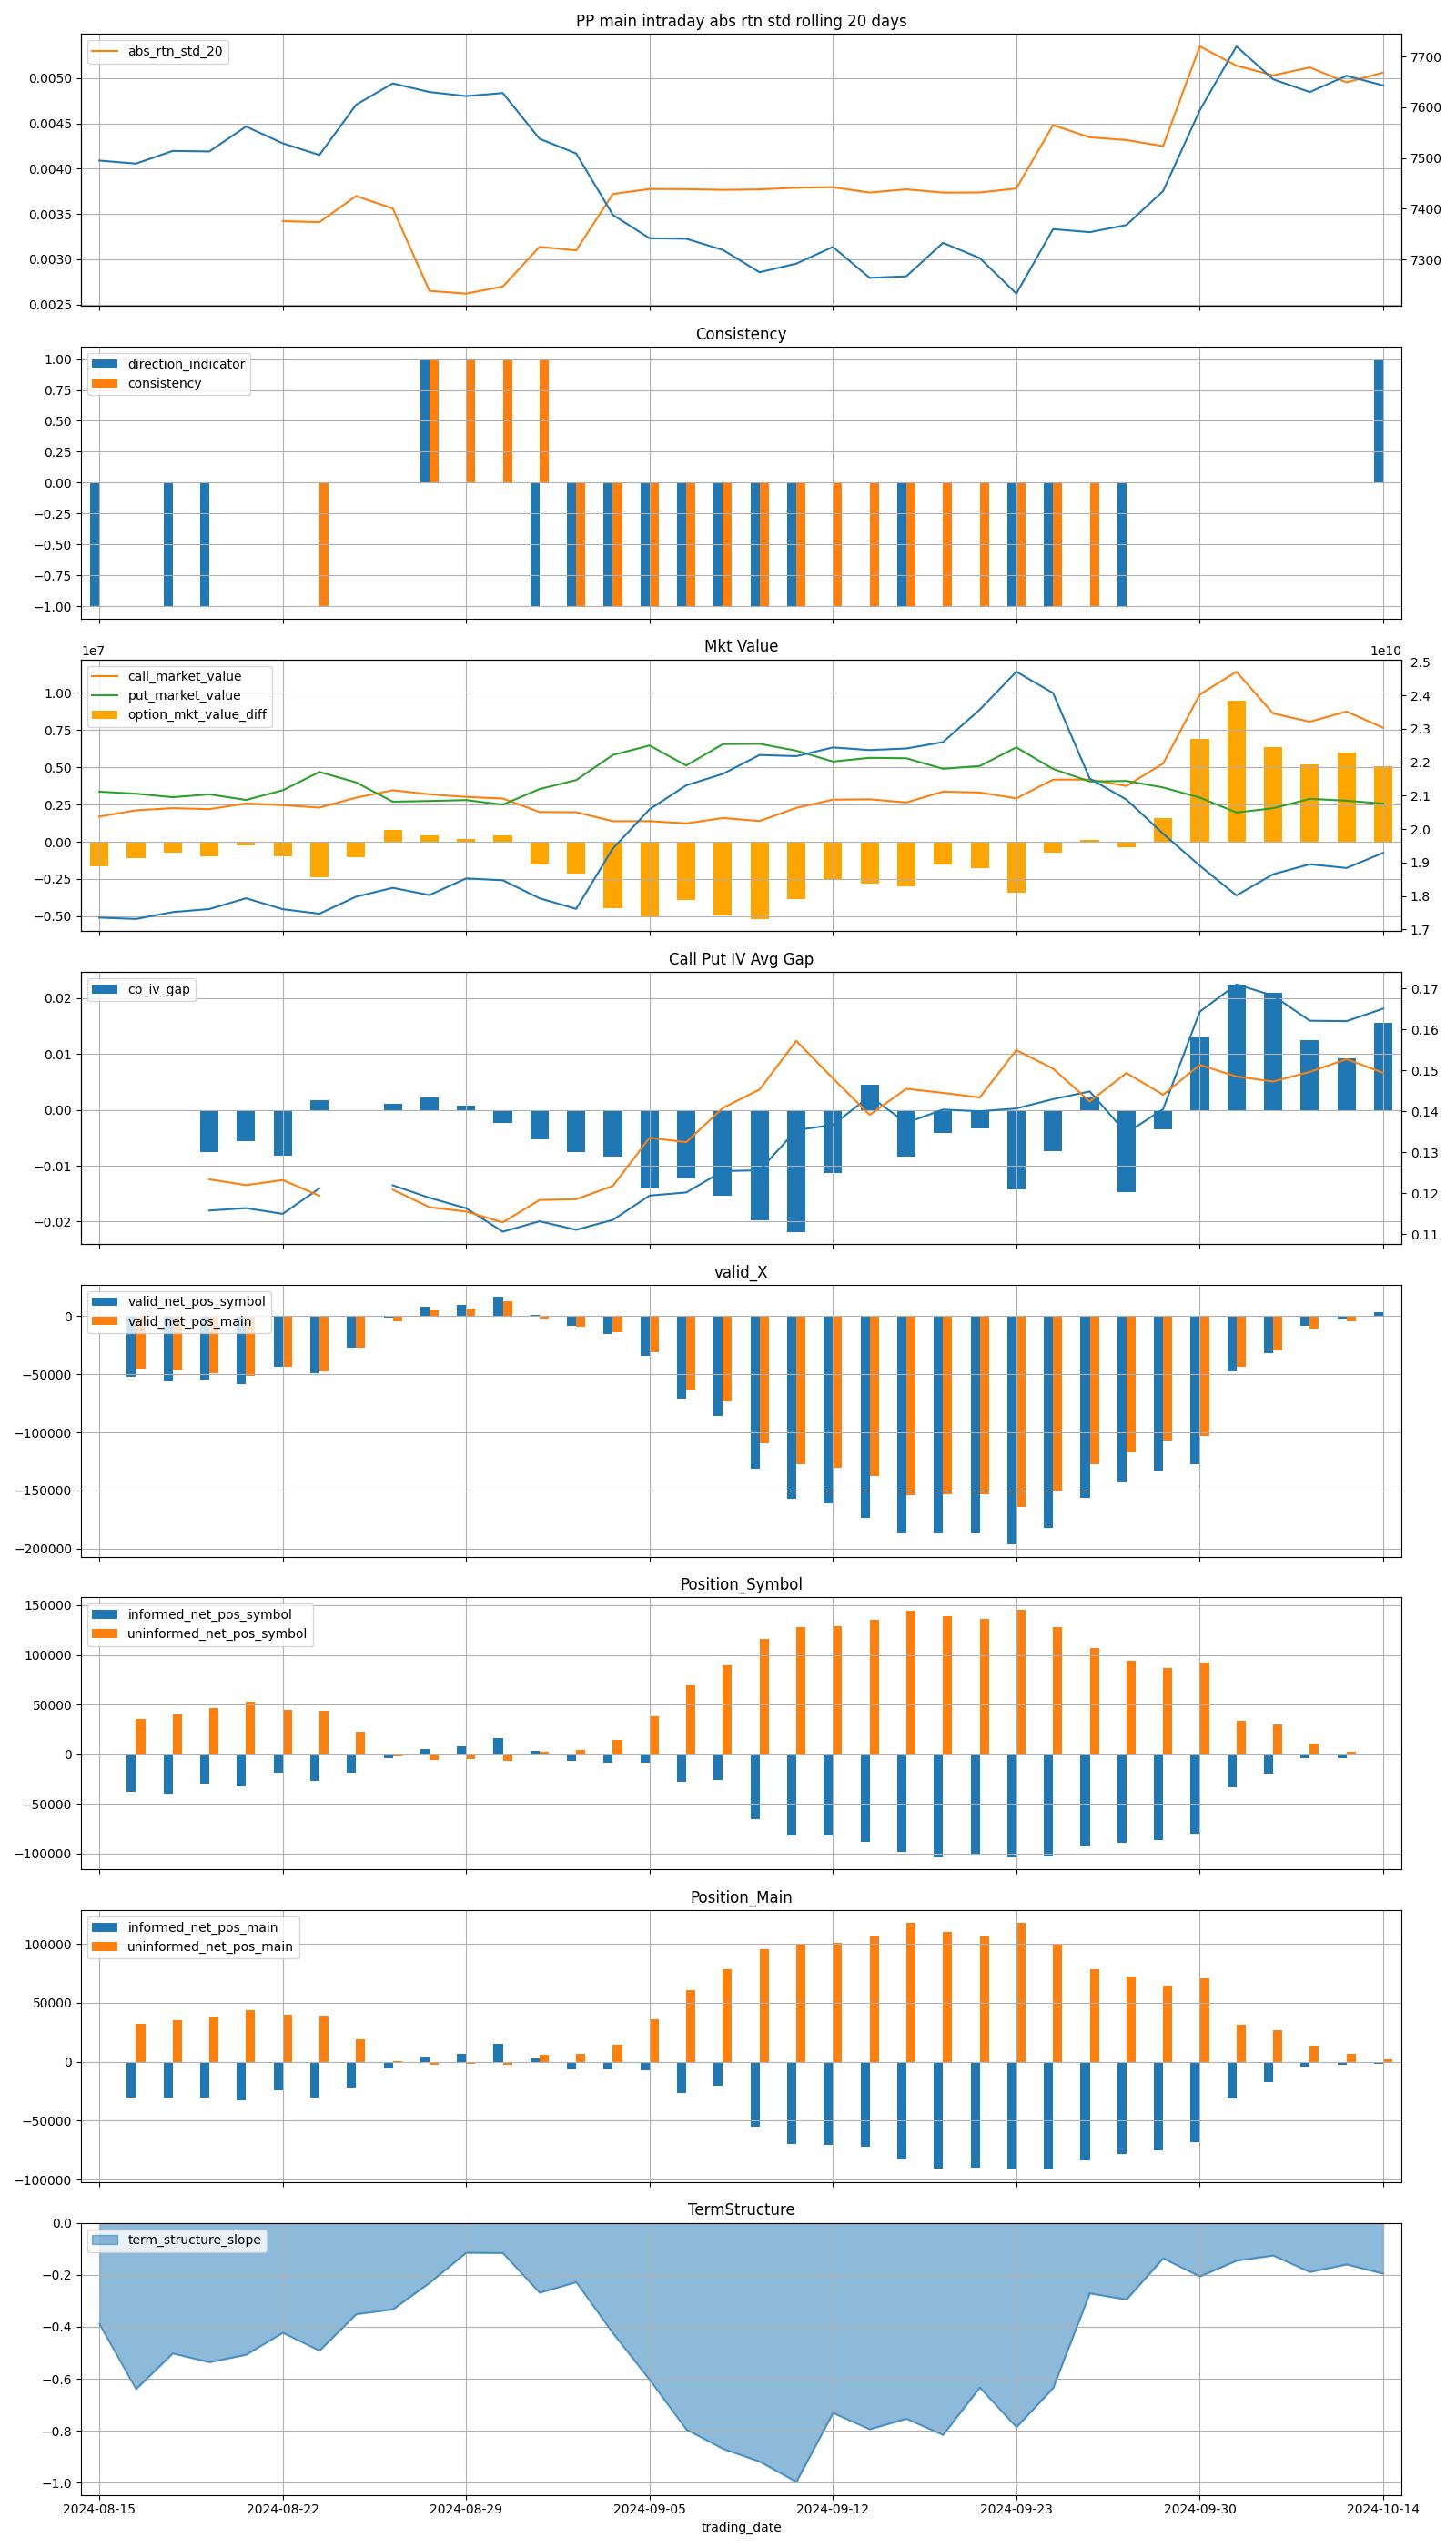 PP main intraday abs rtn std rolling 20 days
abs_rtn_std_20
0.0050
0.0045
0.0040
0.0035
0.0030
0.0025
7700
7600
7500
7400
7300
Consistency
direction_indicator
consistency
1.00
0.75
0.50
0.25
0.00
−0.25
−0.50
−0.75
−1.00
Mkt Value
1e7
1e10
call_market_value
put_market_value
option_mkt_value_diff
1.00
0.75
0.50
0.25
0.00
−0.25
−0.50
2.5
2.4
2.3
2.2
2.1
2.0
1.9
1.8
1.7
Call Put IV Avg Gap
cp_iv_gap
0.02
0.01
0.00
−0.01
−0.02
0.17
0.16
0.15
0.14
0.13
0.12
0.11
valid_X
valid_net_pos_symbol
valid_net_pos_main
0
−50000
−100000
−150000
−200000
Position_Symbol
informed_net_pos_symbol
uninformed_net_pos_symbol
150000
100000
50000
0
−50000
−100000
Position_Main
informed_net_pos_main
uninformed_net_pos_main
100000
50000
0
−50000
−100000
TermStructure
term_structure_slope
0.0
−0.2
−0.4
−0.6
−0.8
−1.0
2024-08-15 2024-08-22 2024-08-29 2024-09-05 2024-09-12 2024-09-23 2024-09-30 2024-10-14
trading_date